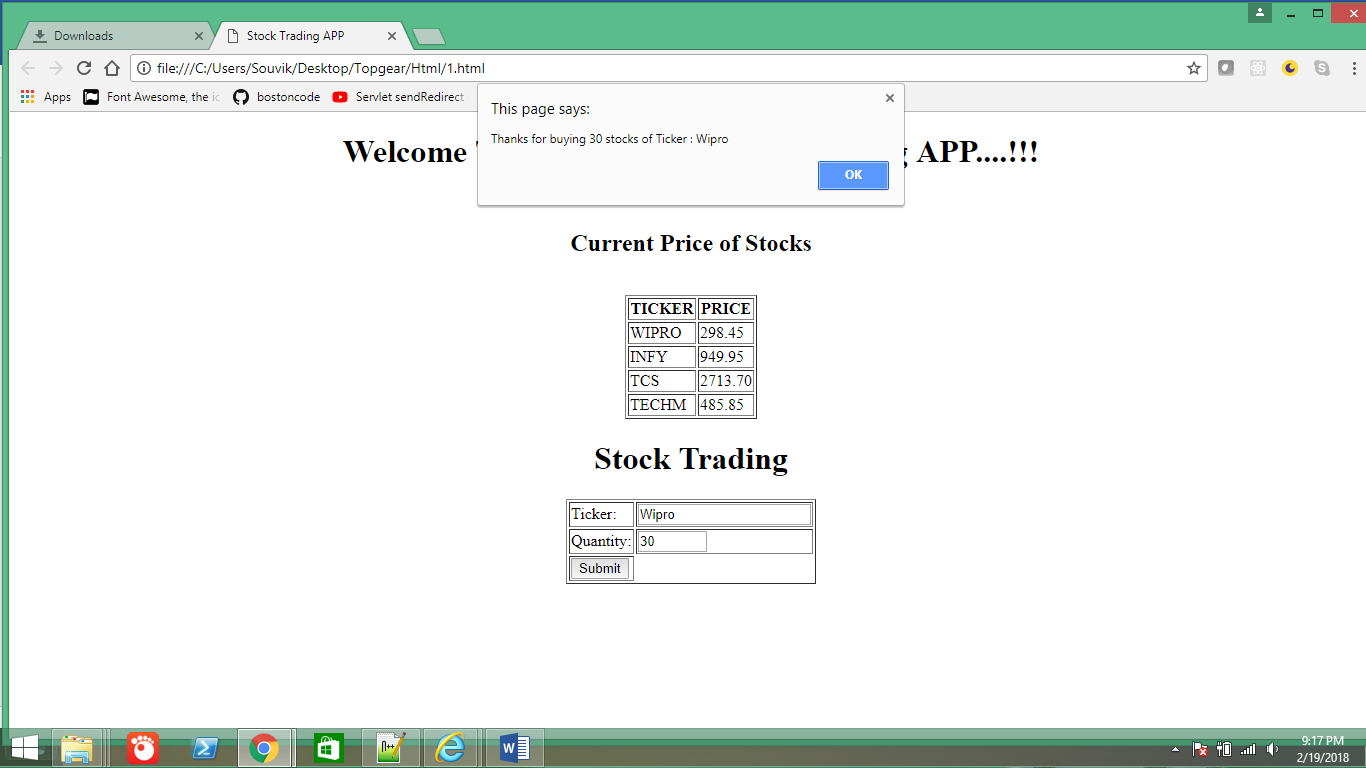 Downloads
Stock Trading APP
file:///C:/Users/Souvik/Desktop/Topgear/Html/1.html
Apps
Font Awesome, the
bostoncode
Servlet sendRedirect
This page says:
Thanks for buying 30 stocks of Ticker : Wipro
OK
Welcome APP....!!!
Current Price of Stocks
TICKER PRICE
WIPRO 298.45
INFY 949.95
TCS 2713.70
TECHM 485.85
Stock Trading
Ticker: Wipro
Quantity: 30
Submit
9:17 PM
2/19/2018